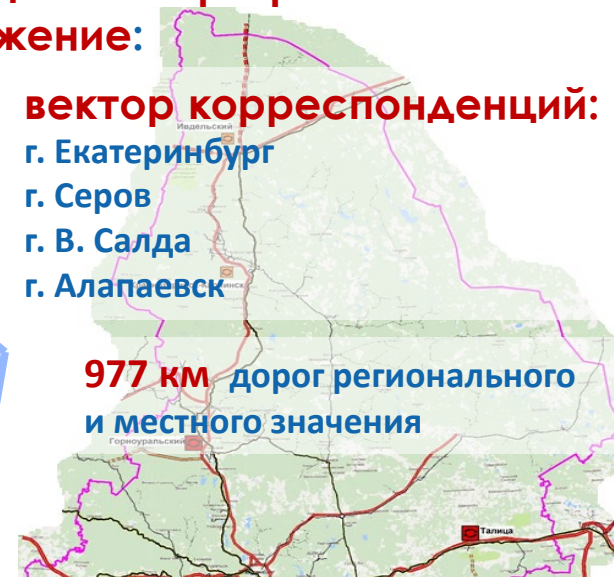 жение:
вектор корреспонденций:
Ивдельский
г. Екатеринбург
г. Серов
г. В. Салда
г. Алапаевск
977 км дорог регионального
и местного значения
Горноуральский
Талица